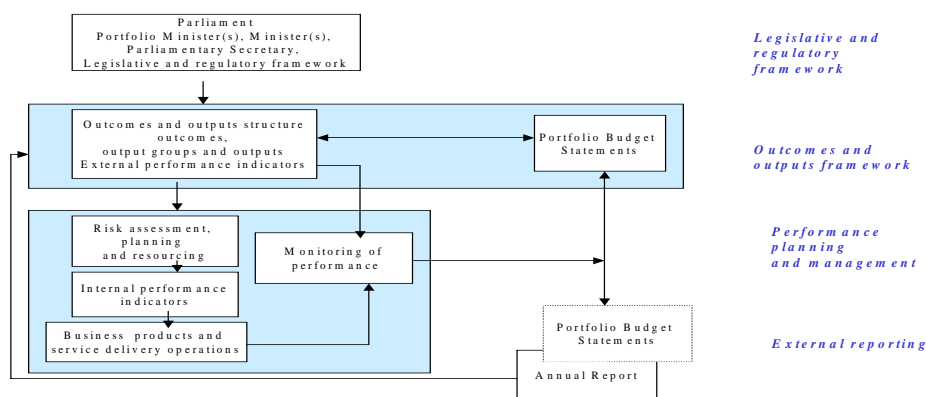 Parliament
Portfolio Minister(s), Minister(s),
Parliamentary Secretary,
Legislative and regulatory framework
Legislative and
regulatory
framework
Outcomes and outputs structure
outcomes,
output groups and outputs
External performance indicators
Portfolio Budget
Statements
Outcomes and
outputs framework
Risk assessment,
planning
and resourcing
Monitoring of
performance
Performance
planning
and management
Internal performance
indicators
Business products and
service delivery operations
Portfolio Budget
Statements
External reporting
Annual Report